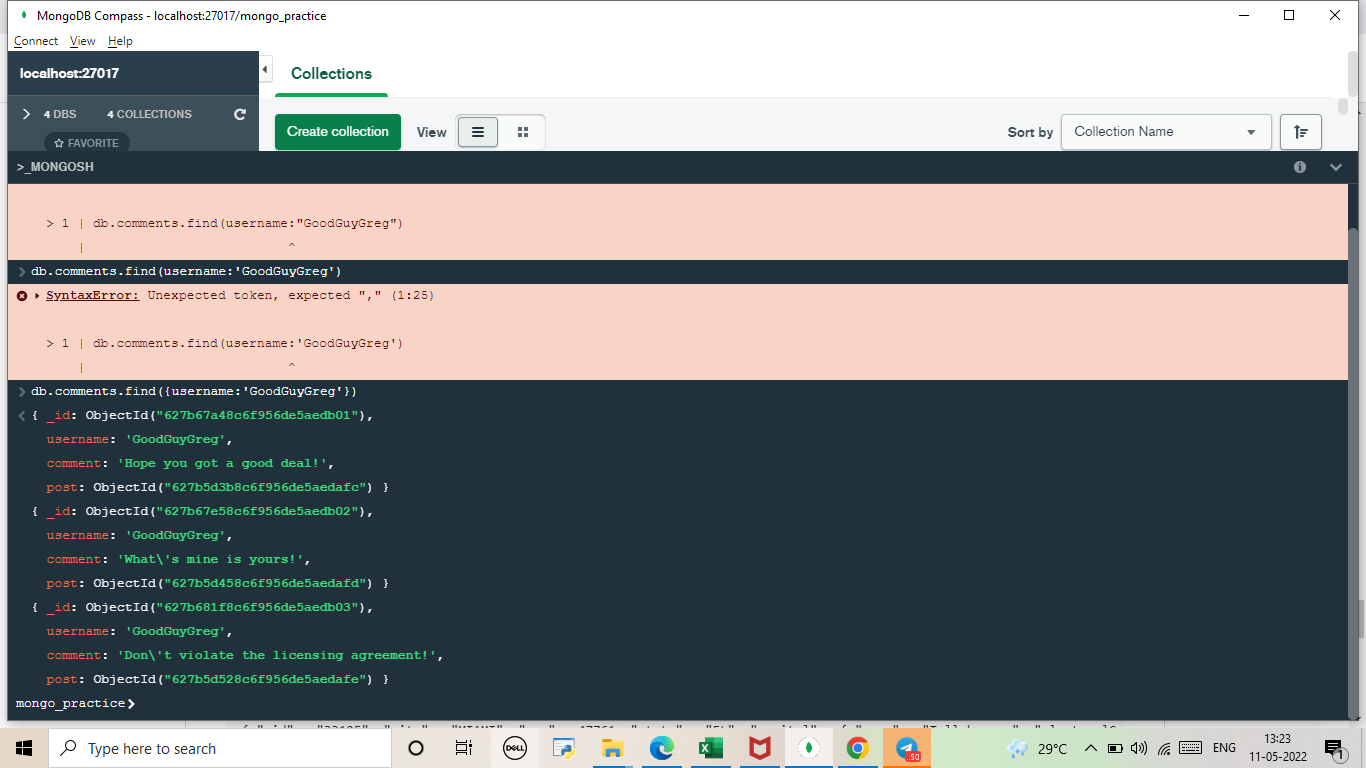 MongoDB Compass - localhost:27017/mongo_practice
Connect View Help
localhost:27017
Collections
4 DBS 4 COLLECTIONS
FAVORITE
Create collection View
Sort by Collection Name
>_MONGOSH
> 1 | db.comments.find(username:"GoodGuyGreg")
| ^
db.comments.find(username:'GoodGuyGreg')
SyntaxError: Unexpected token, expected "," (1:25)
> 1 | db.comments.find(username:'GoodGuyGreg')
| ^
db.comments.find({username:'GoodGuyGreg'})
{ _id: ObjectId("627b67a48c6f956de5aedb01"),
username: 'GoodGuyGreg',
comment: 'Hope you got a good deal!',
post: ObjectId("627b5d3b8c6f956de5aedafc") }
{ _id: ObjectId("627b67e58c6f956de5aedb02"),
username: 'GoodGuyGreg',
comment: 'What\'s mine is yours!',
post: ObjectId("627b5d458c6f956de5aedafd") }
{ _id: ObjectId("627b681f8c6f956de5aedb03"),
username: 'GoodGuyGreg',
comment: 'Don\'t violate the licensing agreement!',
post: ObjectId("627b5d528c6f956de5aedafe") }
mongo_practice>
Type here to search
DELL
.50
29°C
ENG
13:23
11-05-2022
1